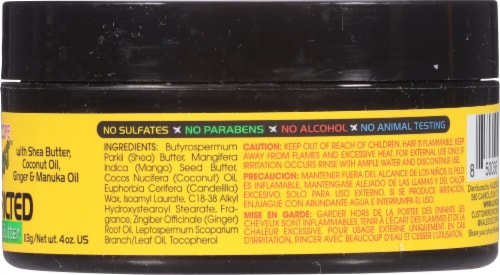 NO SULFATES × NO PARABENS × NO ALCOHOL × NO ANIMAL TESTING
with Shea Butter,
Coconut Oil,
Ginger & Manuka Oil
CTED
utter
13g/Net wt. 4oz. US
INGREDIENTS: Butyrospermum
Parkii (Shea) Butter, Mangifera
Indica (Mango) Seed Butter,
Cocos Nucifera (Coconut) Oil,
Euphorbia Cerifera (Candelilla)
Wax, Isoamyl Laurate, C18-38 Alkyl
Hydroxystearoyl Stearate, Fra-
grance, Zingiber Officinale (Ginger)
Root Oil, Leptospermum Scoparium
Branch/Leaf Oil, Tocopherol
CAUTION: KEEP OUT OF REACH OF CHILDREN. HAIR IS FLAMMABLE. KEEP
AWAY FROM FLAMES AND EXCESSIVE HEAT. FOR EXTERNAL USE ONLY. IF
IRRITATION OCCURS RINSE WITH AMPLE WATER AND DISCONTINUE USE.
PRECAUCION: MANTENER FUERA DEL ALCANCE DE LOS NIÑOS. EL PELO
ES INFLAMABLE. MANTENGASE ALEJADO DE LAS LLAMAS Y DEL CALOR
EXCESIVO. SOLO PARA USO EXTERNO. SI SE PRODUCE IRRITACIÓN,
ENJUAGUE CON ABUNDANTE AGUA E INTERRUMPA EL USO.
MISE EN GARDE: GARDER HORS DE LA PORTEE DES ENFANTS. LES
CHEVEUX SONT INFLAMMABLES, TENIR A L'ECART DES FLAMMES ET DE LA
CHALEUR EXCESSIVE. POUR USAGE EXTERNE UNIQUEMENT. EN CAS
D'IRRITATION, RINCER AVEC BEAUCOUP D'EAU ET CESSER L'UTILISER.
8